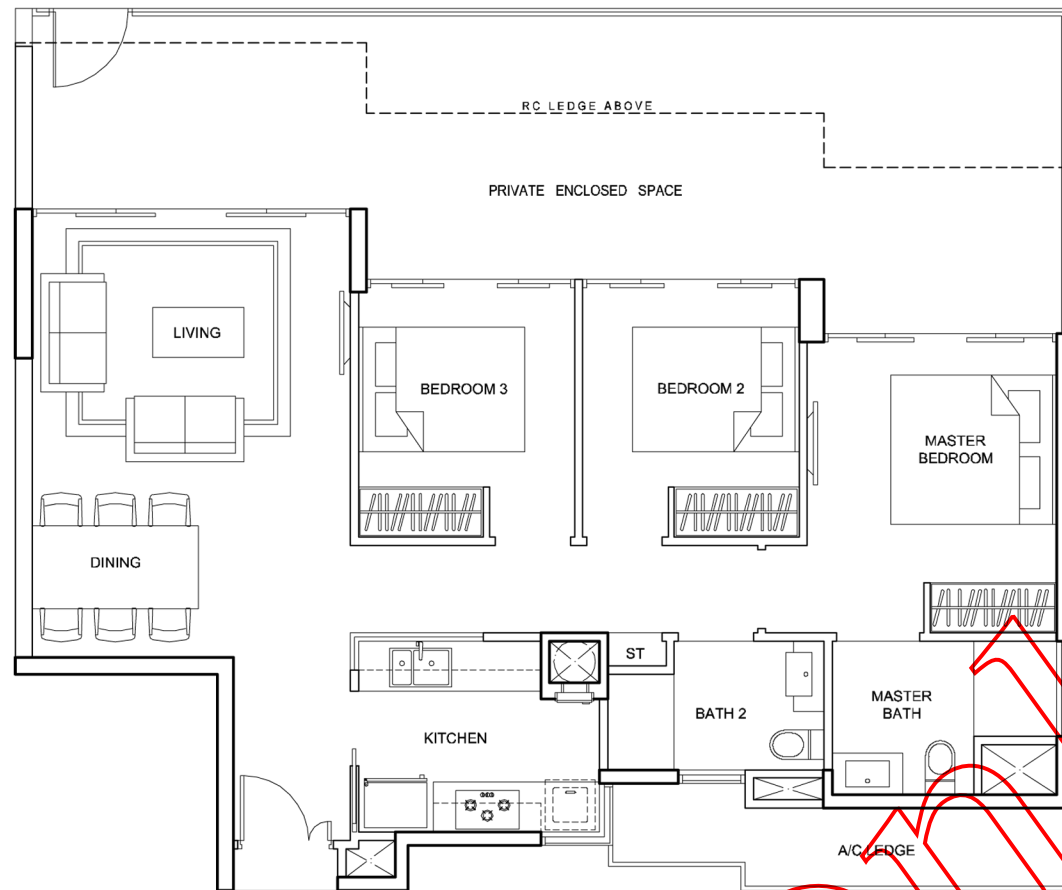 RC LEDGE ABOVE
PRIVATE ENCLOSED SPACE
LIVING
BEDROOM 3
BEDROOM 2
MASTER
BEDROOM
DINING
ST
MASTER
BATH
BATH 2
KITCHEN
A/C LEDGE